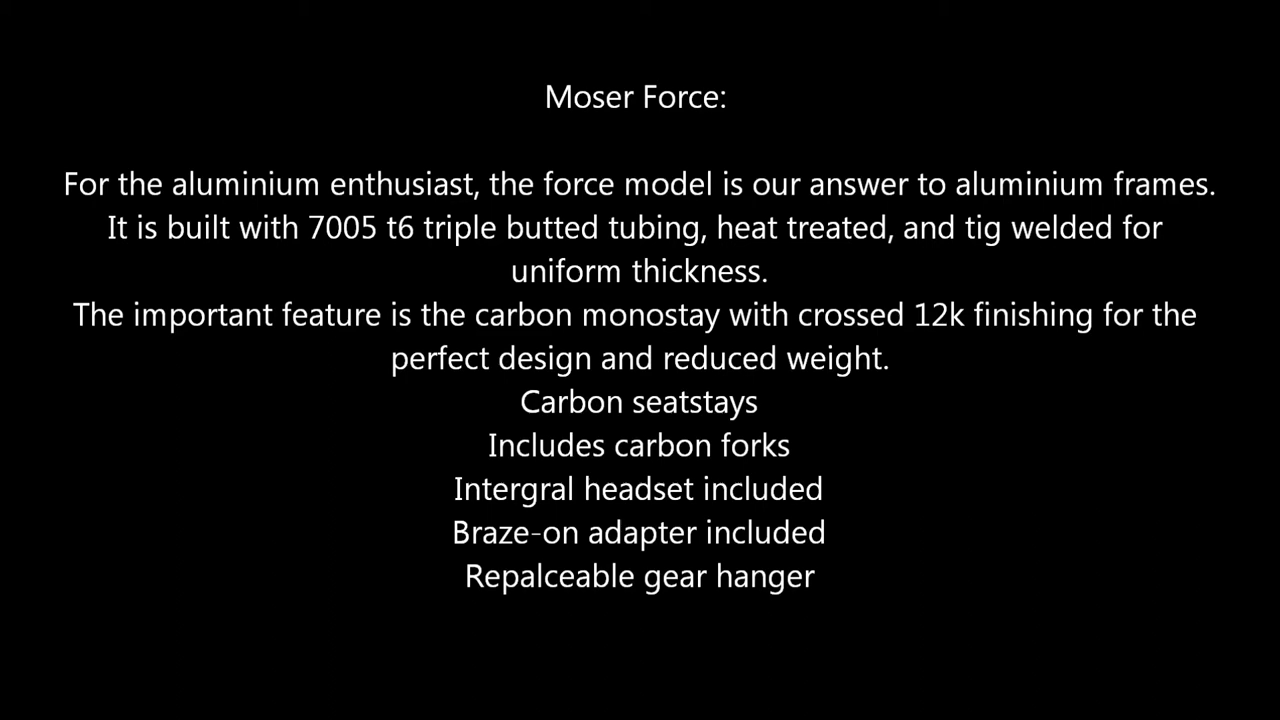 Moser Force:
For the aluminium enthusiast, the force model is our answer to aluminium frames.
It is built with 7005 t6 triple butted tubing, heat treated, and tig welded for
uniform thickness.
The important feature is the carbon monostay with crossed 12k finishing for the
perfect design and reduced weight.
Carbon seatstays
Includes carbon forks
Intergral headset included
Braze-on adapter included
Repalceable gear hanger